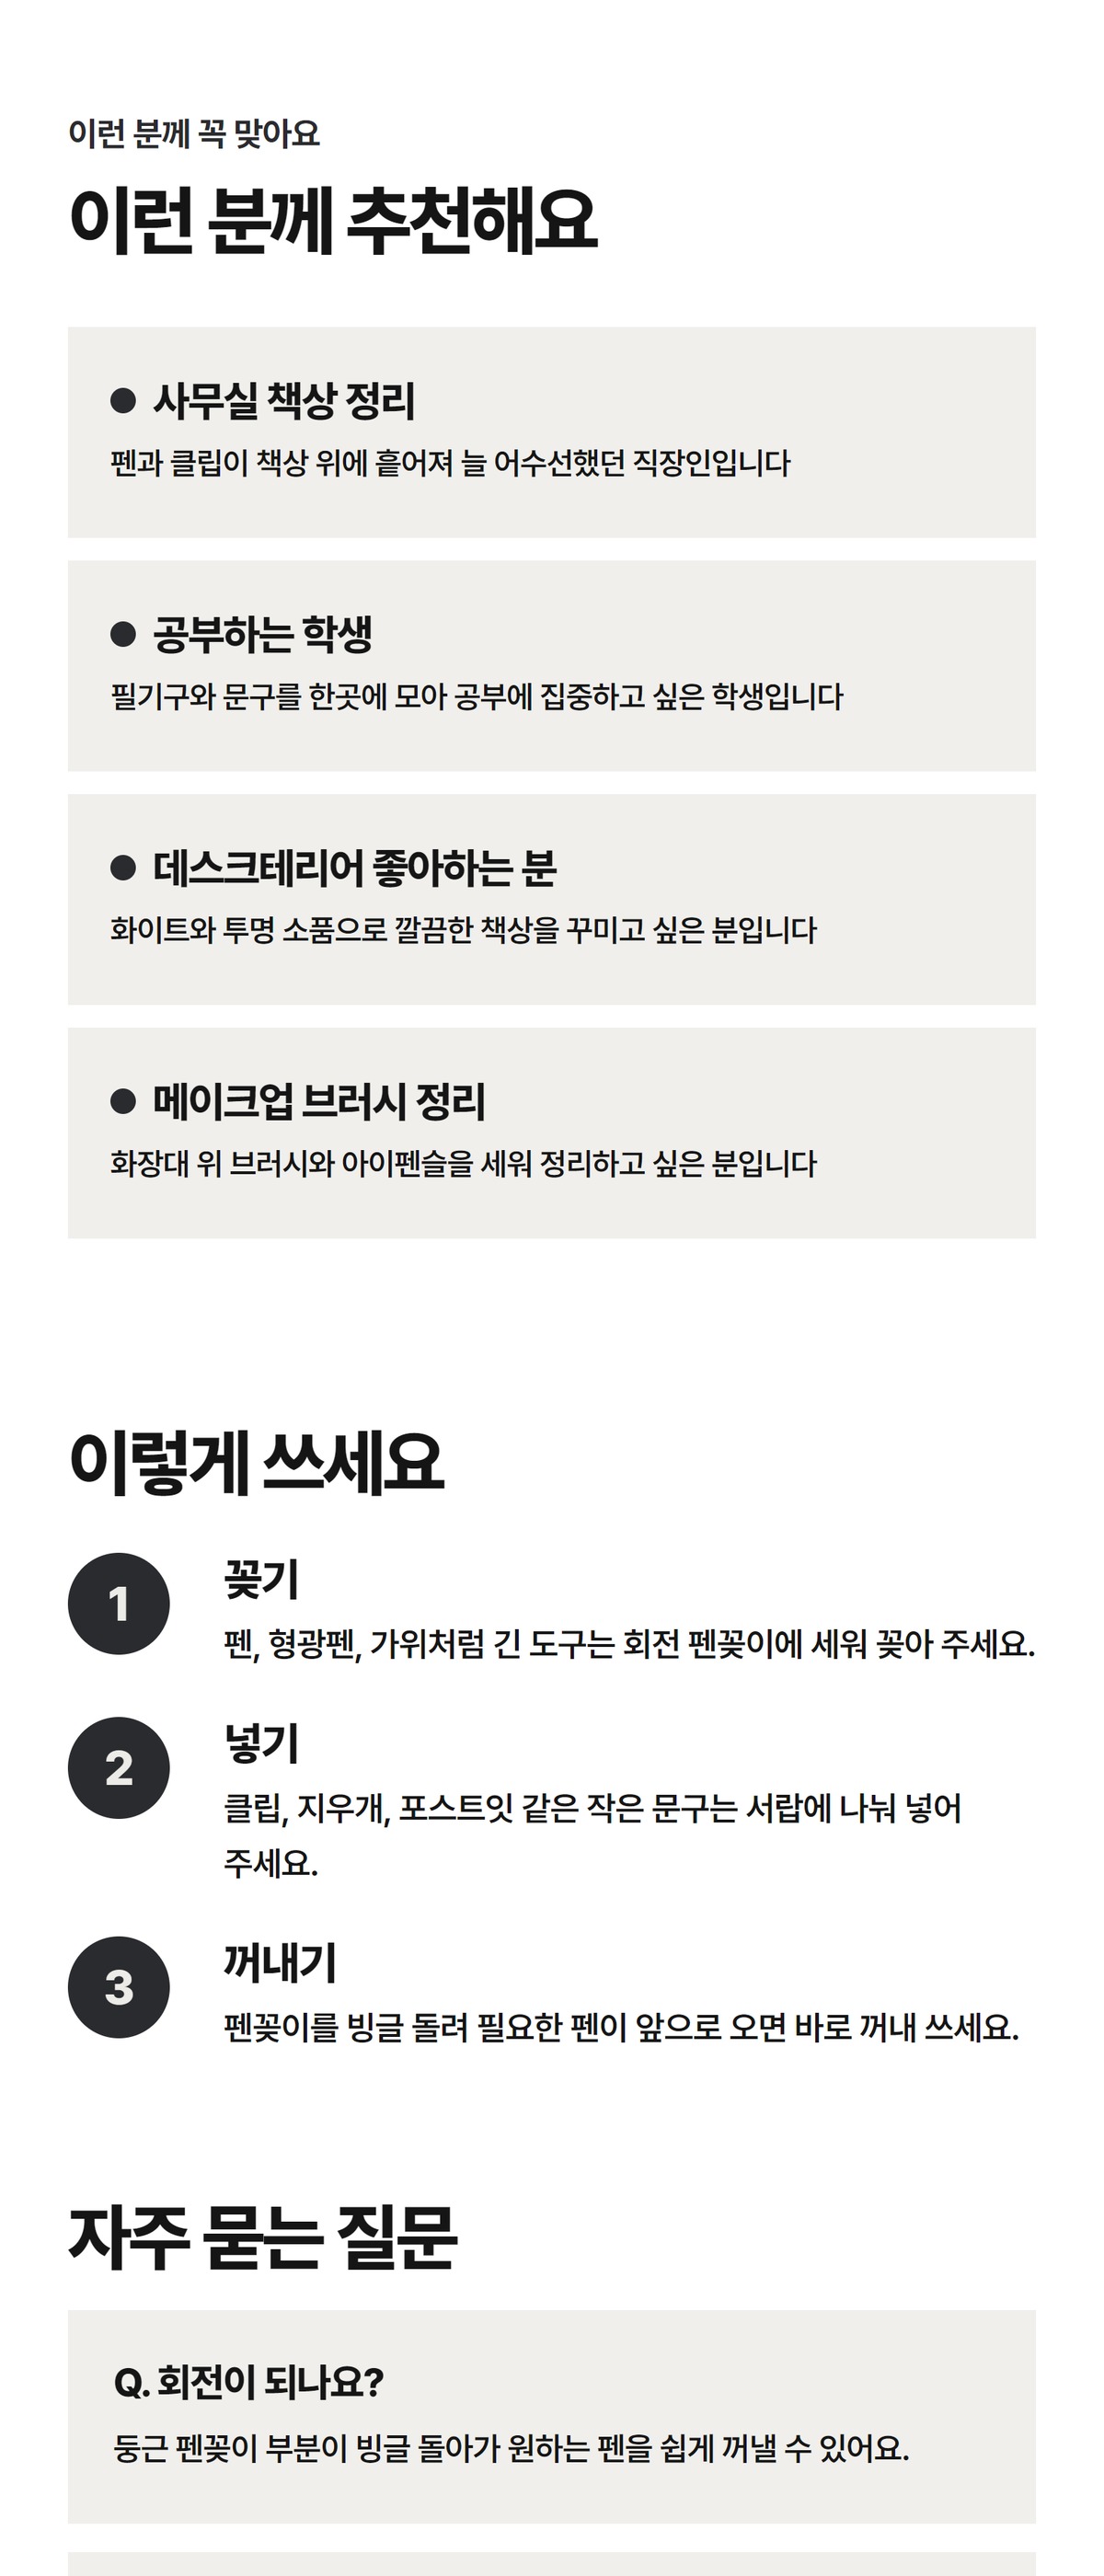 이런 분께 꼭 맞아요
이런 분께 추천해요
사무실 책상 정리
펜과 클립이 책상 위에 흩어져 늘 어수선했던 직장인입니다
공부하는 학생
필기구와 문구를 한곳에 모아 공부에 집중하고 싶은 학생입니다
데스크테리어 좋아하는 분
화이트와 투명 소품으로 깔끔한 책상을 꾸미고 싶은 분입니다
메이크업 브러시 정리
화장대 위 브러시와 아이펜슬을 세워 정리하고 싶은 분입니다
이렇게 쓰세요
1
꽂기
펜, 형광펜, 가위처럼 긴 도구는 회전 펜꽂이에 세워 꽂아 주세요.
2
넣기
클립, 지우개, 포스트잇 같은 작은 문구는 서랍에 나눠 넣어
주세요.
3
꺼내기
펜꽂이를 빙글 돌려 필요한 펜이 앞으로 오면 바로 꺼내 쓰세요.
자주 묻는 질문
Q. 회전이 되나요?
둥근 펜꽂이 부분이 빙글 돌아가 원하는 펜을 쉽게 꺼낼 수 있어요.